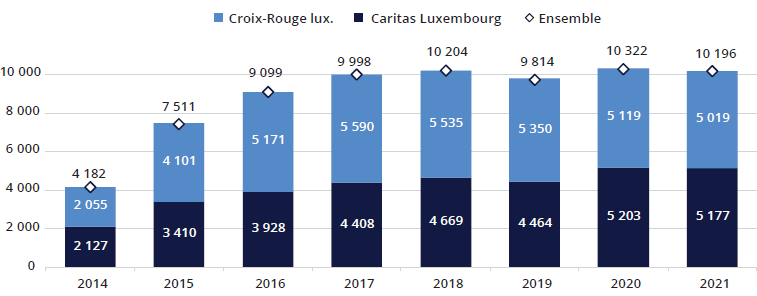 Croix-Rouge lux. Caritas Luxembourg Ensemble
10 204 10 322
9 998 9 814 10 196
9 099
10 000
7 511
8 000
6 000
4 182
4 000
2 000
0
2 055 4 101 5 171 5 590 5 535 5 350 5 119 5 019
2 127 3 410 3 928 4 408 4 669 4 464 5 203 5 177
2014 2015 2016 2017 2018 2019 2020 2021